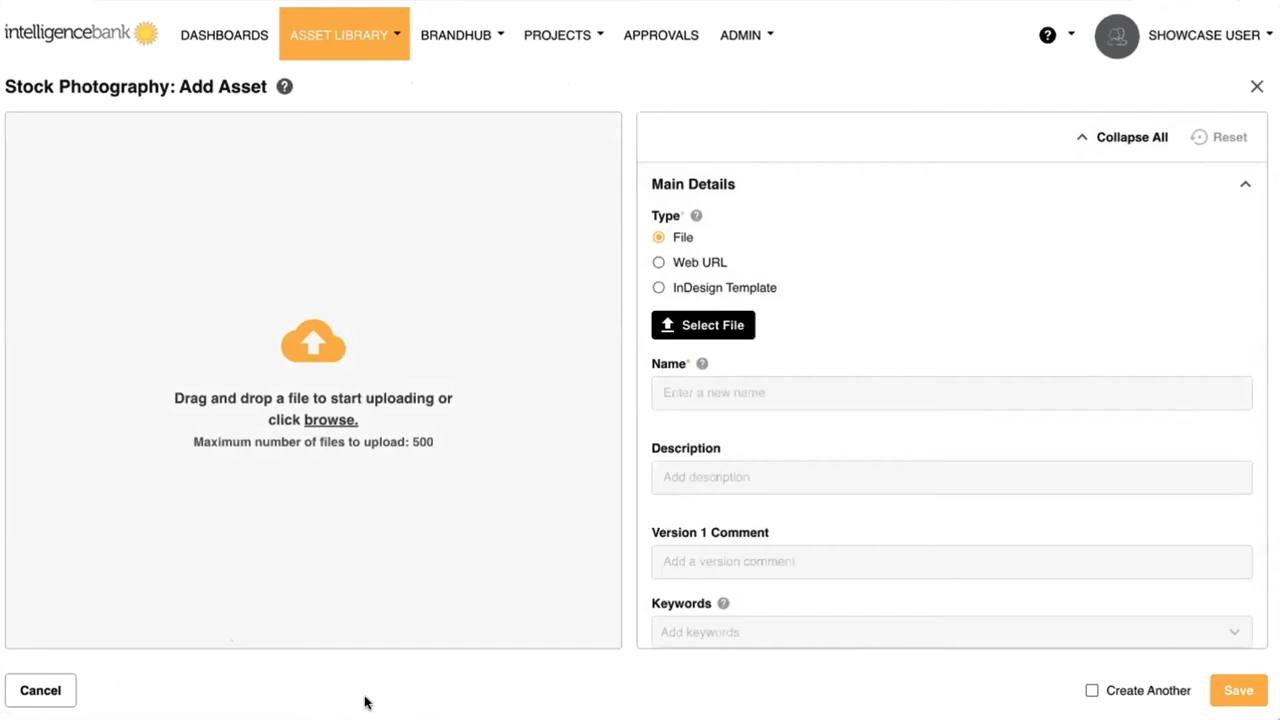 intelligencebank
DASHBOARDS
ASSET LIBRARY
BRANDHUB
PROJECTS
APPROVALS
ADMIN
?
SHOWCASE USER
Stock Photography: Add Asset ?
Collapse All
Reset
Drag and drop a file to start uploading or
click browse.
Maximum number of files to upload: 500
Main Details
Type* ?
File
Web URL
InDesign Template
Select File
Name* ?
Enter a new name
Description
Add description
Version 1 Comment
Add a version comment
Keywords ?
Add keywords
Cancel
Create Another
Save